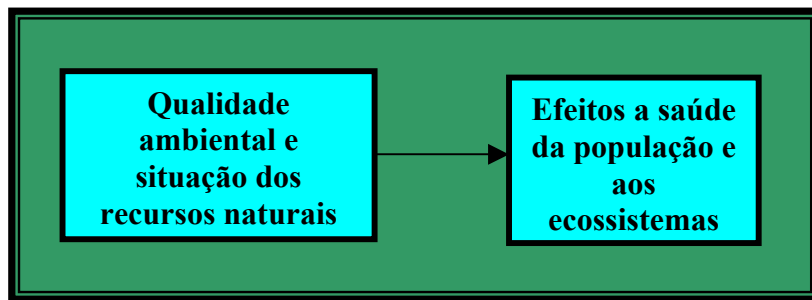 Qualidade
ambiental e
situação dos
recursos naturais
Efeitos a saúde
da população e
aos
ecossistemas